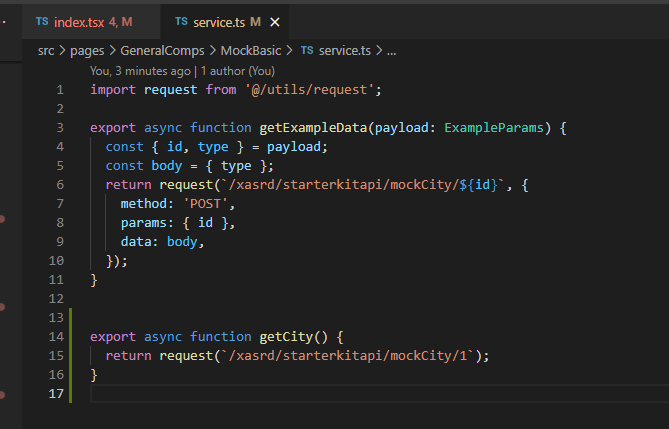 TS index.tsx 4, M TS service.ts M ×
src > pages > GeneralComps > MockBasic > TS service.ts > ...
You, 3 minutes ago | 1 author (You)
1 import request from '@/utils/request';
2
3 export async function getExampleData(payload: ExampleParams) {
4 const { id, type } = payload;
5 const body = { type };
6 return request(`/xasrd/starterkitapi/mockCity/${id}`, {
7 method: 'POST',
8 params: { id },
9 data: body,
10 });
11 }
12
13
14 export async function getCity() {
15 return request(`/xasrd/starterkitapi/mockCity/1`);
16 }
17